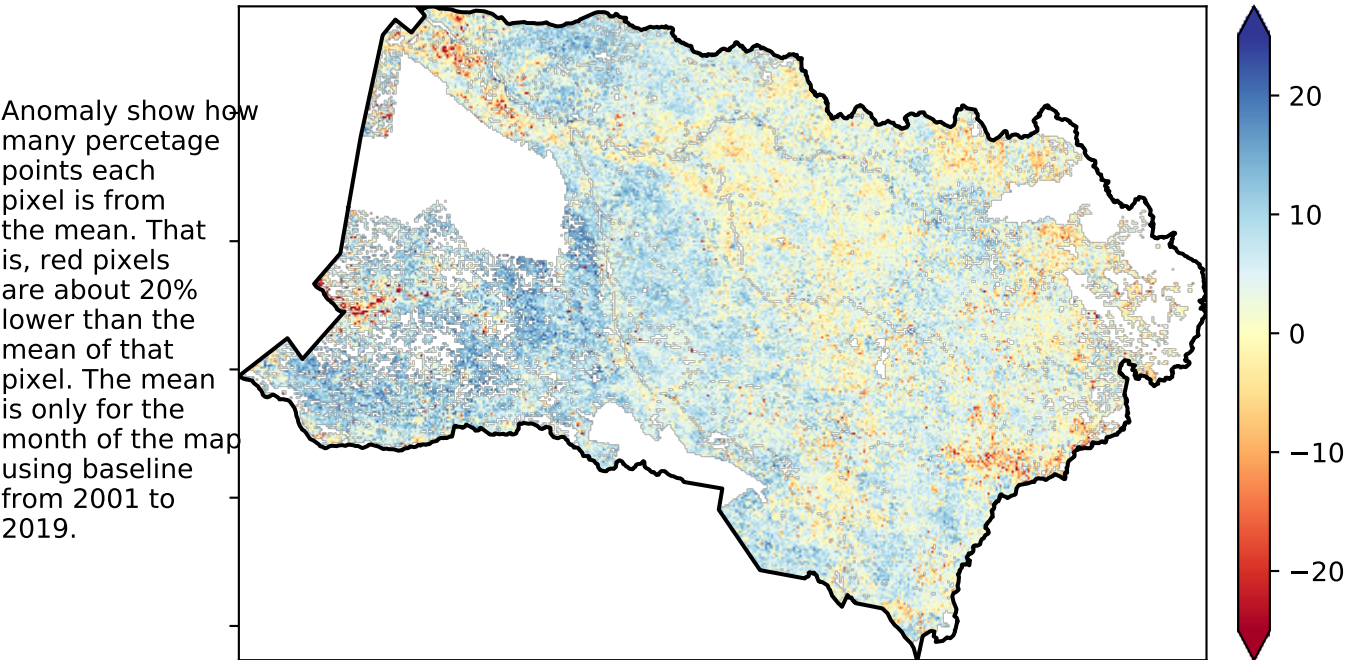 Anomaly show how
many percetage
points each
pixel is from
the mean. That
is, red pixels
are about 20%
lower than the
mean of that
pixel. The mean
is only for the
month of the map
using baseline
from 2001 to
2019.
20
10
0
−10
−20